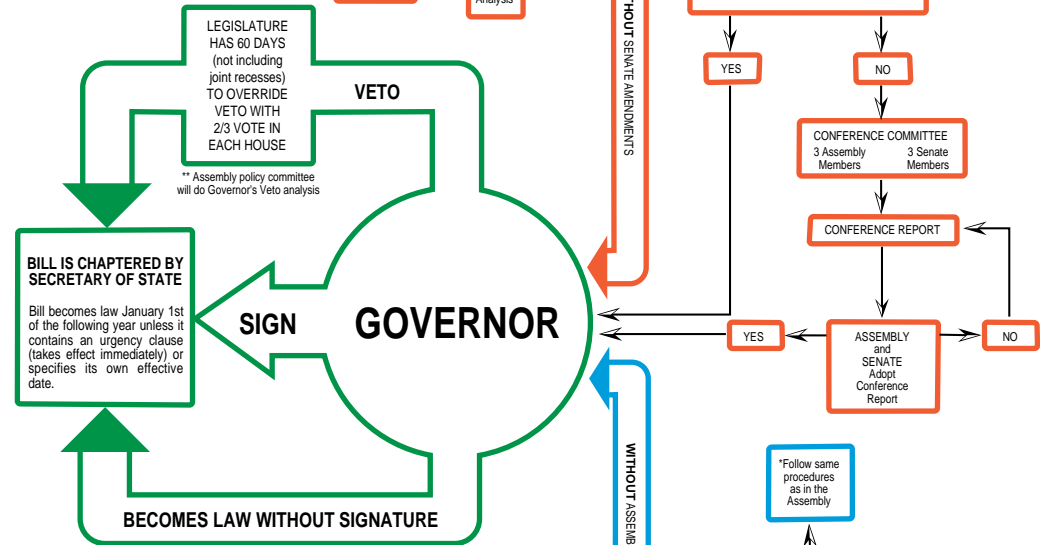 Analysis
LEGISLATURE
HAS 60 DAYS
(not including
joint recesses)
TO OVERRIDE
VETO WITH
2/3 VOTE IN
EACH HOUSE
VETO
** Assembly policy committee
will do Governor's Veto analysis
BILL IS CHAPTERED BY
SECRETARY OF STATE
Bill becomes law January 1st
of the following year unless it
contains an urgency clause
(takes effect immediately) or
specifies its own effective
date.
SIGN
GOVERNOR
BECOMES LAW WITHOUT SIGNATURE
SENATE AMENDMENTS
WITHOUT
YES
NO
CONFERENCE COMMITTEE
3 Assembly 3 Senate
Members Members
CONFERENCE REPORT
YES
ASSEMBLY
and
SENATE
Adopt
Conference
Report
NO
*Follow same
procedures
as in the
Assembly